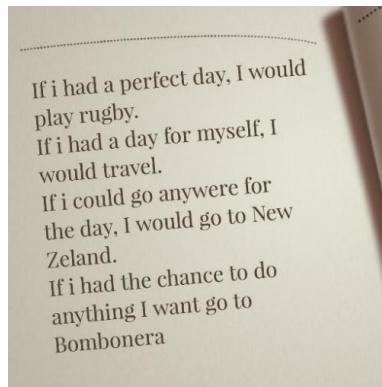 If i had a perfect day, I would
play rugby.
If i had a day for myself, I
would travel.
If i could go anywere for
the day, I would go to New
Zeland.
If i had the chance to do
anything I want go to
Bombonera